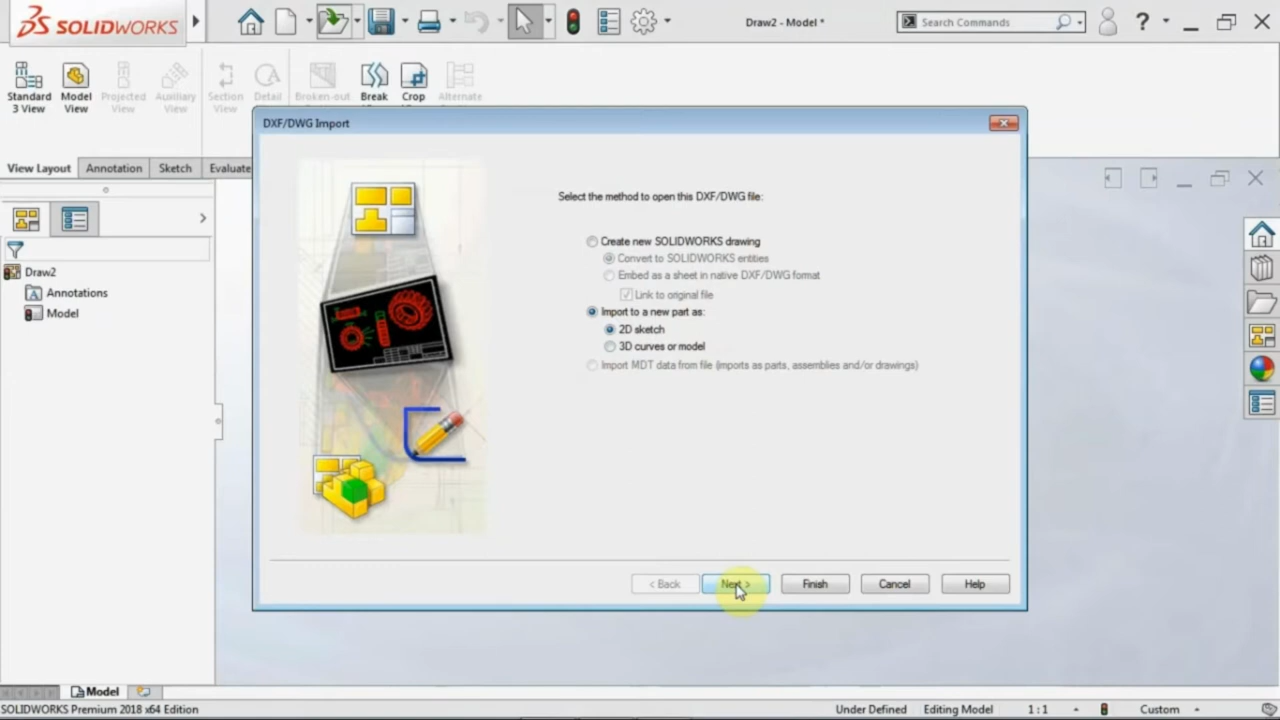 SOLIDWORKS
Draw2 - Model *
Search Commands
Standard
3 View
Model
View
Projected
View
Auxiliary
View
Section
View
Detail
Broken-out
Break
Crop
Alternate
View Layout
Annotation
Sketch
Evaluate
DXF/DWG Import
Select the method to open this DXF/DWG file:
Create new SOLIDWORKS drawing
Convert to SOLIDWORKS entities
Embed as a sheet in native DXF/DWG format
Link to original file
Import to a new part as:
2D sketch
3D curves or model
Import MDT data from file (imports as parts, assemblies and/or drawings)
Draw2
Annotations
Model
< Back
Next >
Finish
Cancel
Help
Model
SOLIDWORKS Premium 2018 x64 Edition
Under Defined
Editing Model
1:1
Custom